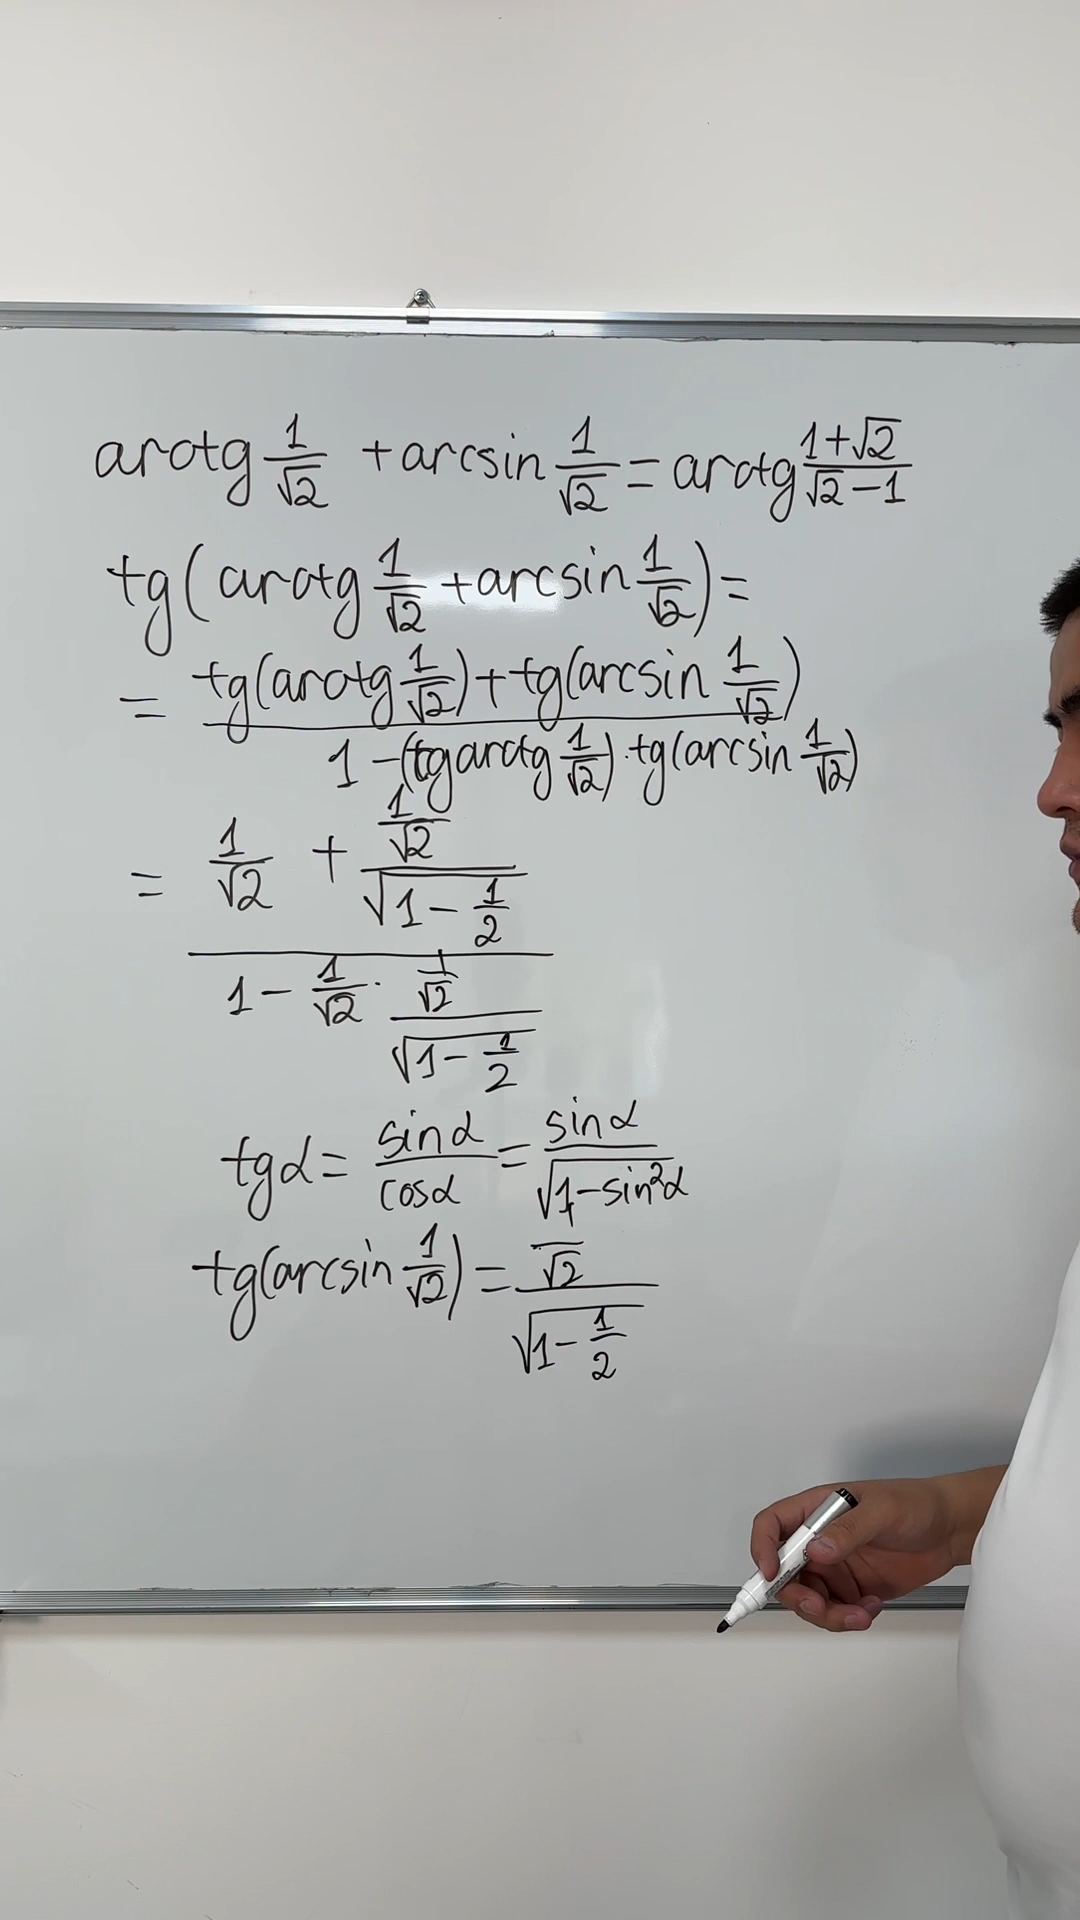 arctg 1/√2 + arcsin 1/√2 = arctg (1+√2)/(√2−1)
tg(arctg 1/√2 + arcsin 1/√2) =
= (tg(arctg 1/√2) + tg(arcsin 1/√2)) / (1 − (tg arctg 1/√2) · tg(arcsin 1/√2))
= (1/√2 + (1/√2)/√(1 − 1/2)) / (1 − 1/√2 · (1/√2)/√(1 − 1/2))
tgα = sinα/cosα = sinα/√(1−sin²α)
tg(arcsin 1/√2) = (1/√2)/√(1 − 1/2)